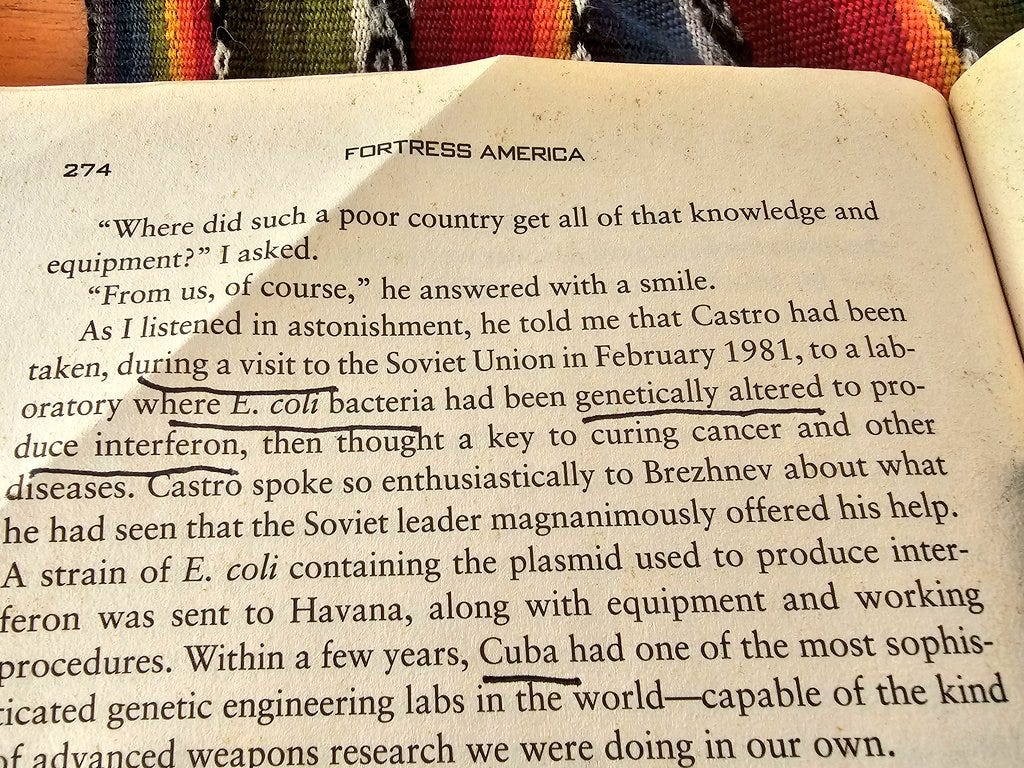 274
FORTRESS AMERICA
“Where did such a poor country get all of that knowledge and
equipment?” I asked.
“From us, of course,” he answered with a smile.
As I listened in astonishment, he told me that Castro had been
taken, during a visit to the Soviet Union in February 1981, to a lab-
oratory where E. coli bacteria had been genetically altered to pro-
duce interferon, then thought a key to curing cancer and other
diseases. Castro spoke so enthusiastically to Brezhnev about what
he had seen that the Soviet leader magnanimously offered his help.
A strain of E. coli containing the plasmid used to produce inter-
feron was sent to Havana, along with equipment and working
procedures. Within a few years, Cuba had one of the most sophis-
ticated genetic engineering labs in the world—capable of the kind
of advanced weapons research we were doing in our own.